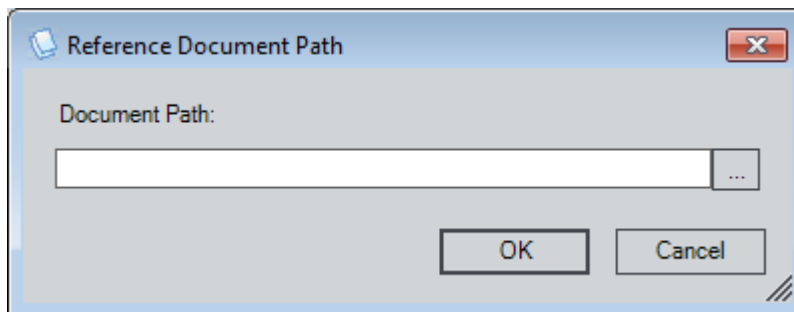 Reference Document Path
Document Path:
...
OK
Cancel